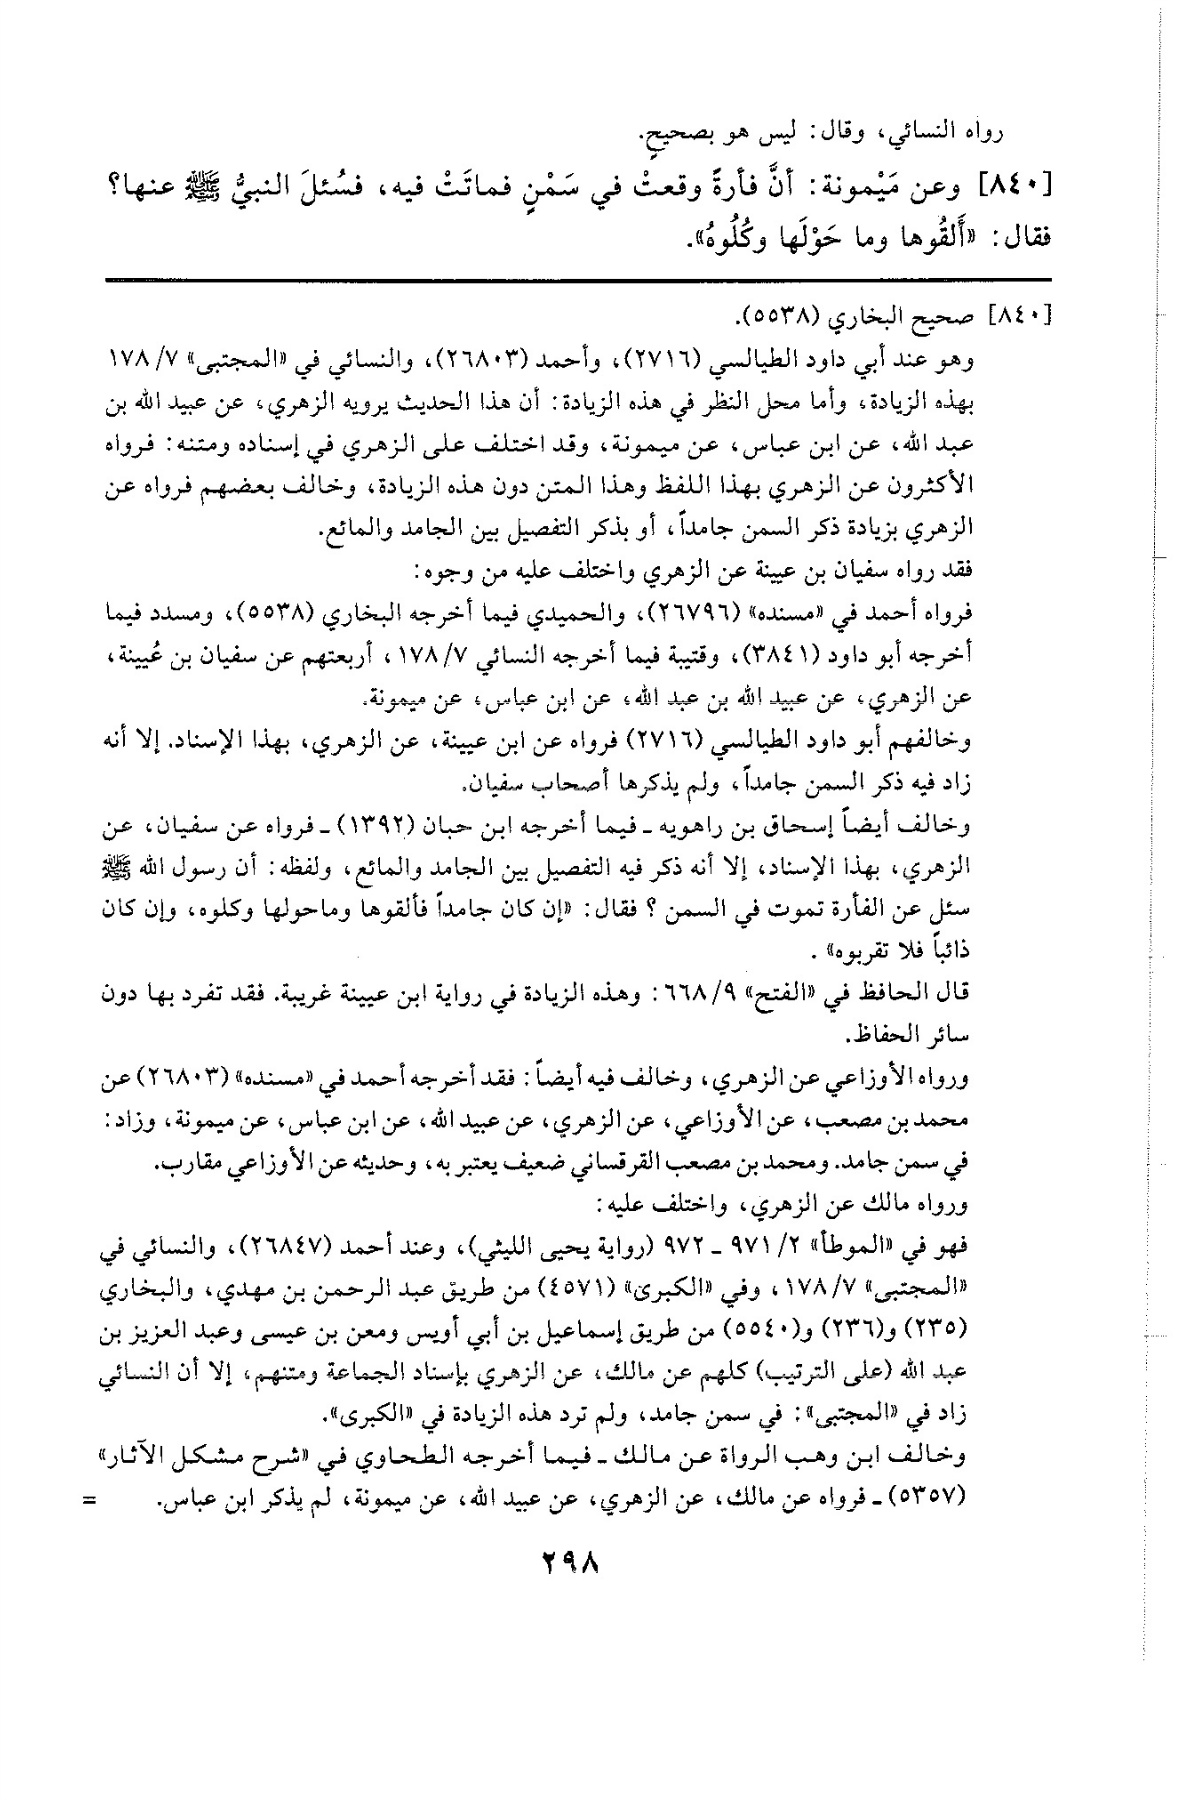 رواه النسائي، وقال: ليس هو بصحيحٍ.
[٨٤٠] وعن مَيْمونة: أنَّ فأرةً وقعتْ في سَمْنٍ فماتَتْ فيه، فسُئلَ النبيُّ ﷺ عنها؟
فقال: «أَلقُوها وما حَوْلَها وكُلُوهُ».
[٨٤٠] صحيح البخاري (٥٥٣٨).
وهو عند أبي داود الطيالسي (٢٧١٦)، وأحمد (٢٦٨٠٣)، والنسائي في «المجتبى» ١٧٨/٧
بهذه الزيادة، وأما محل النظر في هذه الزيادة: أن هذا الحديث يرويه الزهري، عن عبيد الله بن
عبد الله، عن ابن عباس، عن ميمونة، وقد اختلف على الزهري في إسناده ومتنه: فرواه
الأكثرون عن الزهري بهذا اللفظ وهذا المتن دون هذه الزيادة، وخالف بعضهم فرواه عن
الزهري بزيادة ذكر السمن جامداً، أو بذكر التفصيل بين الجامد والمائع.
فقد رواه سفيان بن عيينة عن الزهري واختلف عليه من وجوه:
فرواه أحمد في «مسنده» (٢٦٧٩٦)، والحميدي فيما أخرجه البخاري (٥٥٣٨)، ومسدد فيما
أخرجه أبو داود (٣٨٤١)، وقتيبة فيما أخرجه النسائي ١٧٨/٧، أربعتهم عن سفيان بن عُيينة،
عن الزهري، عن عبيد الله بن عبد الله، عن ابن عباس، عن ميمونة.
وخالفهم أبو داود الطيالسي (٢٧١٦) فرواه عن ابن عيينة، عن الزهري، بهذا الإسناد. إلا أنه
زاد فيه ذكر السمن جامداً، ولم يذكرها أصحاب سفيان.
وخالف أيضاً إسحاق بن راهويه ـ فيما أخرجه ابن حبان (١٣٩٢) ـ فرواه عن سفيان، عن
الزهري، بهذا الإسناد، إلا أنه ذكر فيه التفصيل بين الجامد والمائع، ولفظه: أن رسول الله ﷺ
سئل عن الفأرة تموت في السمن ؟ فقال: «إن كان جامداً فألقوها وماحولها وكلوه، وإن كان
ذائباً فلا تقربوه» .
قال الحافظ في «الفتح» ٦٦٨/٩: وهذه الزيادة في رواية ابن عيينة غريبة. فقد تفرد بها دون
سائر الحفاظ.
ورواه الأوزاعي عن الزهري، وخالف فيه أيضاً: فقد أخرجه أحمد في «مسنده» (٢٦٨٠٣) عن
محمد بن مصعب، عن الأوزاعي، عن الزهري، عن عبيد الله، عن ابن عباس، عن ميمونة، وزاد:
في سمن جامد. ومحمد بن مصعب القرقساني ضعيف يعتبر به، وحديثه عن الأوزاعي مقارب.
ورواه مالك عن الزهري، واختلف عليه:
فهو في «الموطأ» ٩٧١/٢ ـ ٩٧٢ (رواية يحيى الليثي)، وعند أحمد (٢٦٨٤٧)، والنسائي في
«المجتبى» ١٧٨/٧، وفي «الكبرى» (٤٥٧١) من طريق عبد الرحمن بن مهدي، والبخاري
(٢٣٥) و(٢٣٦) و(٥٥٤٠) من طريق إسماعيل بن أبي أويس ومعن بن عيسى وعبد العزيز بن
عبد الله (على الترتيب) كلهم عن مالك، عن الزهري بإسناد الجماعة ومتنهم، إلا أن النسائي
زاد في «المجتبى»: في سمن جامد، ولم ترد هذه الزيادة في «الكبرى».
وخالف ابن وهب الرواة عن مالك ـ فيما أخرجه الطحاوي في «شرح مشكل الآثار»
(٥٣٥٧) ـ فرواه عن مالك، عن الزهري، عن عبيد الله، عن ميمونة، لم يذكر ابن عباس. =
٢٩٨